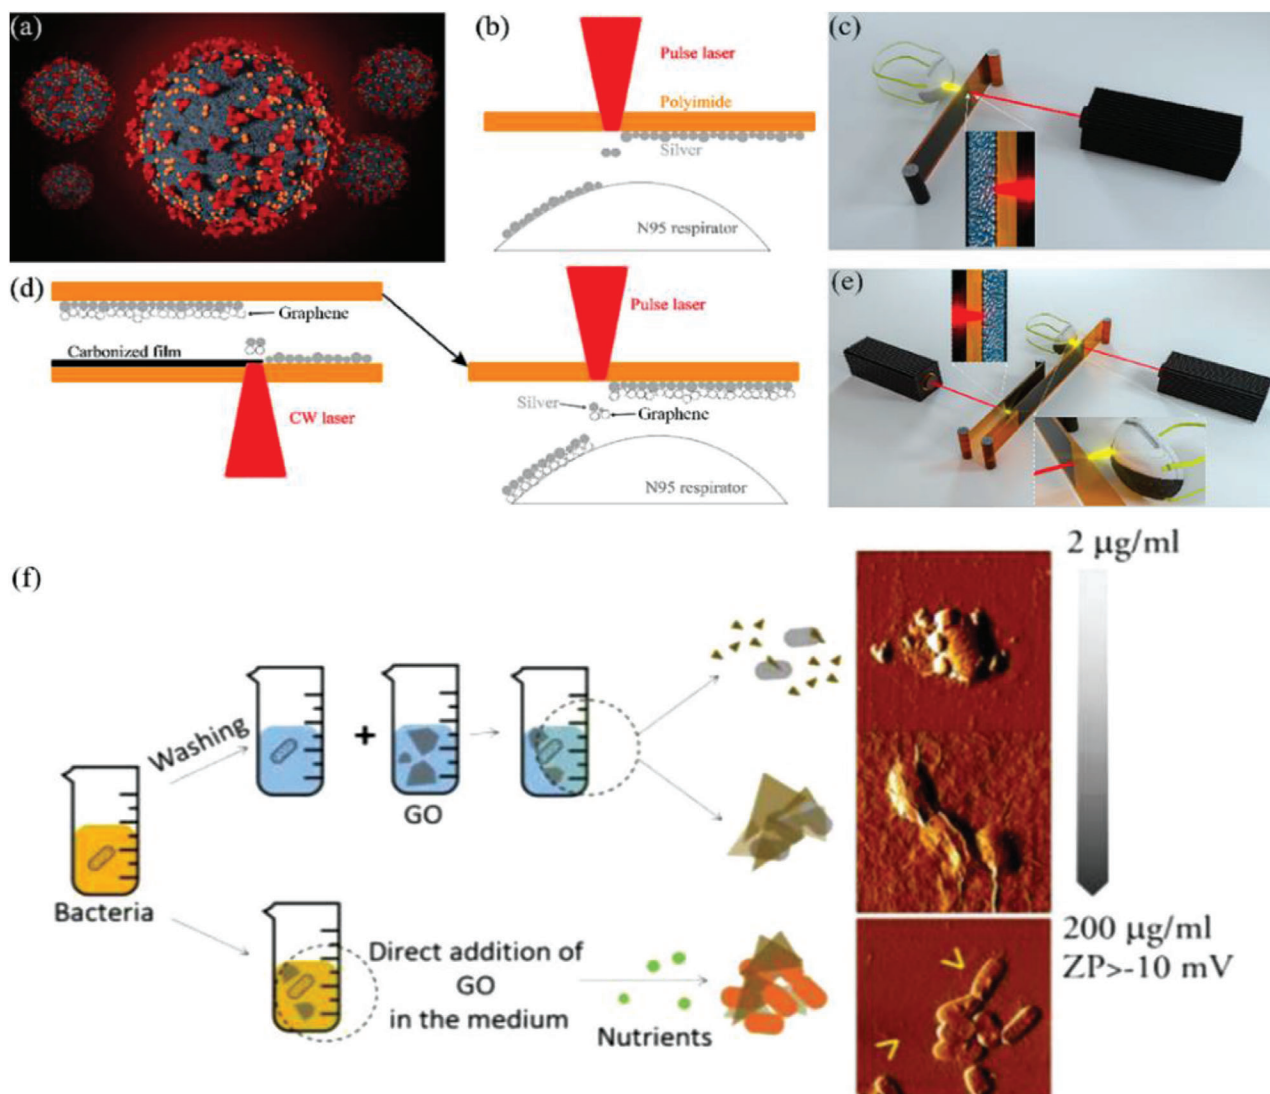 (a)
(b)
Pulse laser
Polyimide
Silver
N95 respirator
(c)
(d)
Graphene
Carbonized film
CW laser
Pulse laser
Silver
Graphene
N95 respirator
(e)
(f)
Washing
+
GO
Bacteria
Direct addition of
GO
in the medium
Nutrients
2 µg/ml
200 µg/ml
ZP>-10 mV